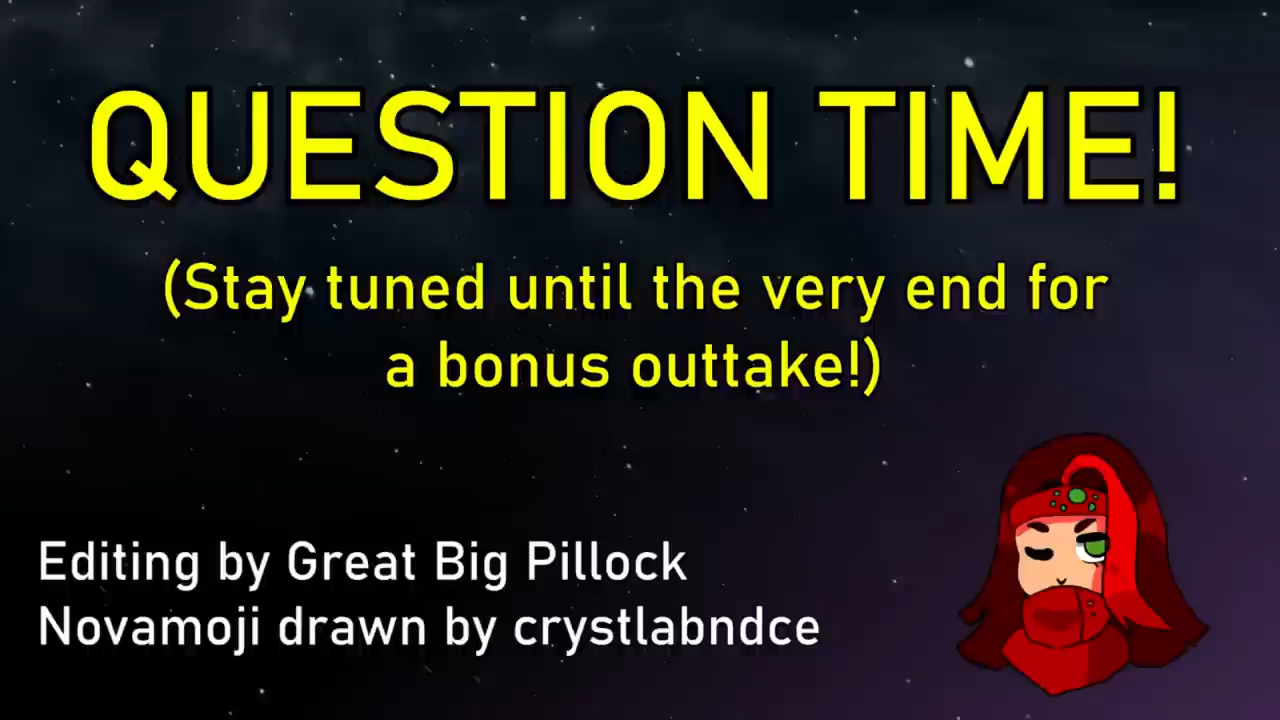 QUESTION TIME!
(Stay tuned until the very end for
a bonus outtake!)
Editing by Great Big Pillock
Novamoji drawn by crystlabndce